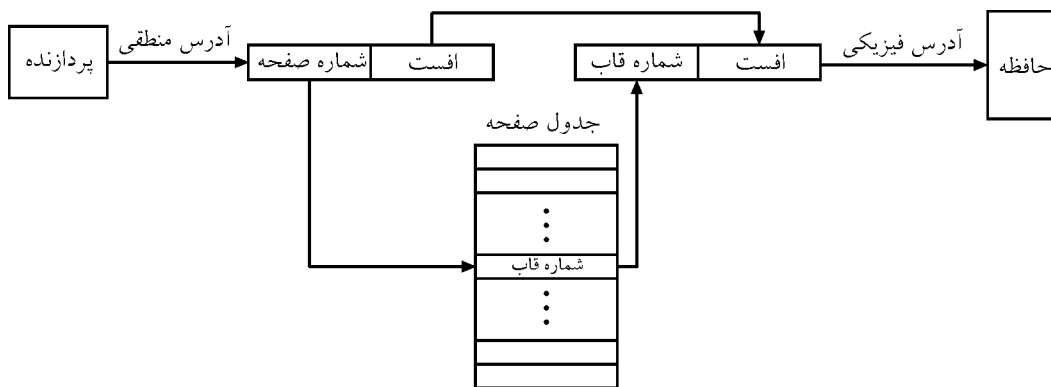 پردازنده
آدرس منطقی
شماره صفحه
افست
شماره قاب
افست
آدرس فیزیکی
حافظه
جدول صفحه
شماره قاب